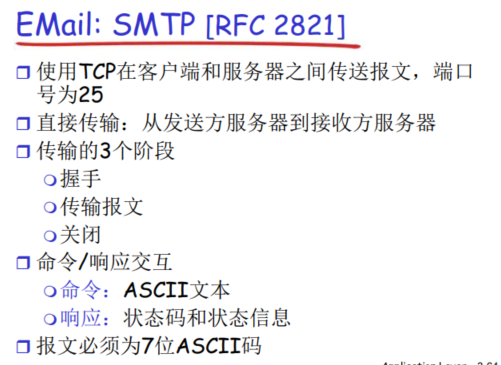 EMail: SMTP [RFC 2821]
使用TCP在客户端和服务器之间传送报文，端口
号为25
直接传输：从发送方服务器到接收方服务器
传输的3个阶段
握手
传输报文
关闭
命令/响应交互
命令：ASCII文本
响应：状态码和状态信息
报文必须为7位ASCII码